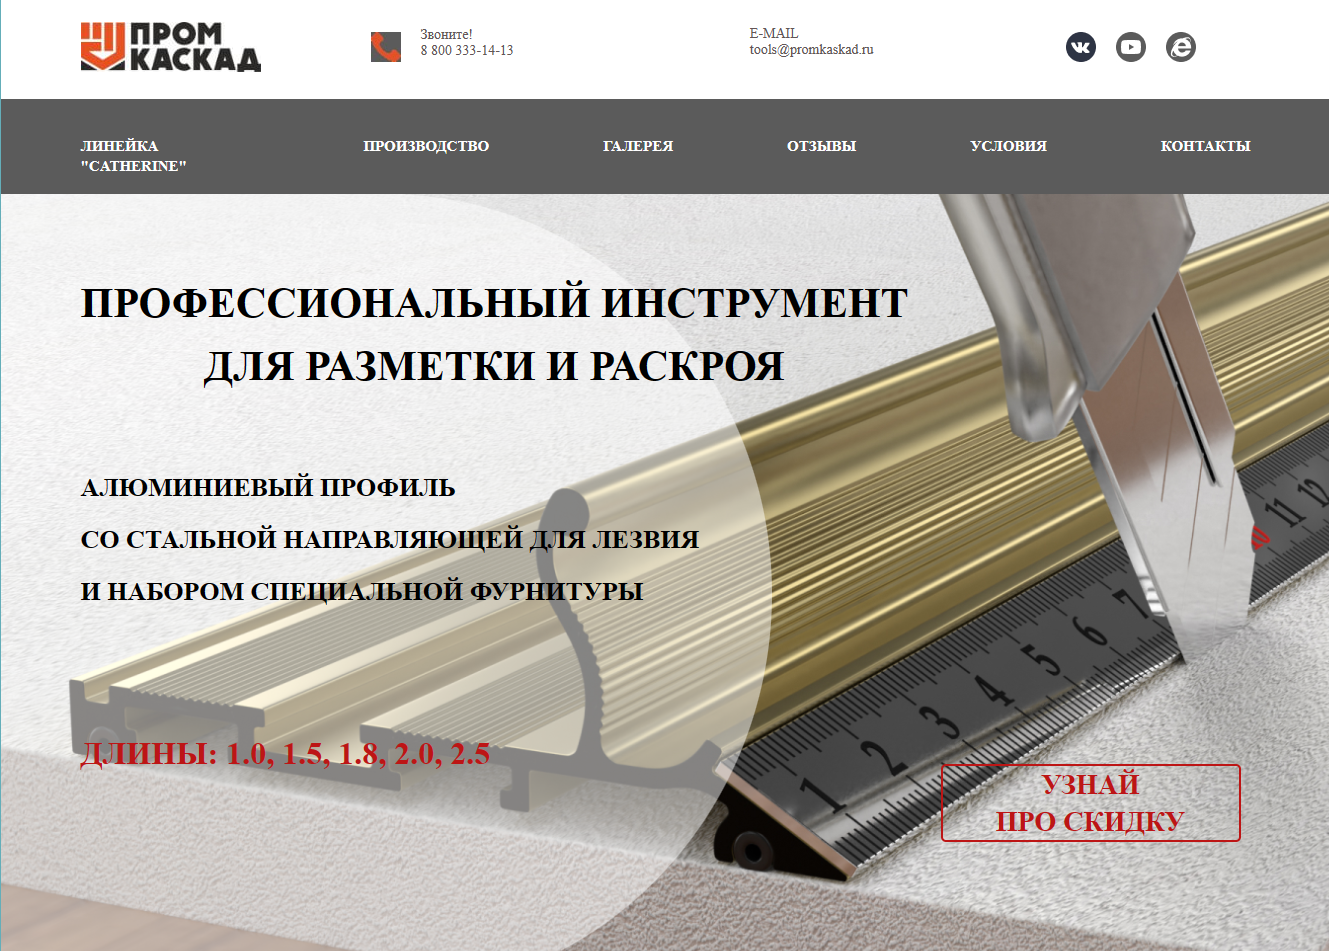 ПРОМ
КАСКАД
Звоните!
8 800 333-14-13
E-MAIL
tools@promkaskad.ru
ЛИНЕЙКА
"CATHERINE"
ПРОИЗВОДСТВО
ГАЛЕРЕЯ
ОТЗЫВЫ
УСЛОВИЯ
КОНТАКТЫ
ПРОФЕССИОНАЛЬНЫЙ ИНСТРУМЕНТ
ДЛЯ РАЗМЕТКИ И РАСКРОЯ
АЛЮМИНИЕВЫЙ ПРОФИЛЬ
СО СТАЛЬНОЙ НАПРАВЛЯЮЩЕЙ ДЛЯ ЛЕЗВИЯ
И НАБОРОМ СПЕЦИАЛЬНОЙ ФУРНИТУРЫ
ДЛИНЫ: 1.0, 1.5, 1.8, 2.0, 2.5
УЗНАЙ
ПРО СКИДКУ
1 2 3 4 5 6 7 11 12